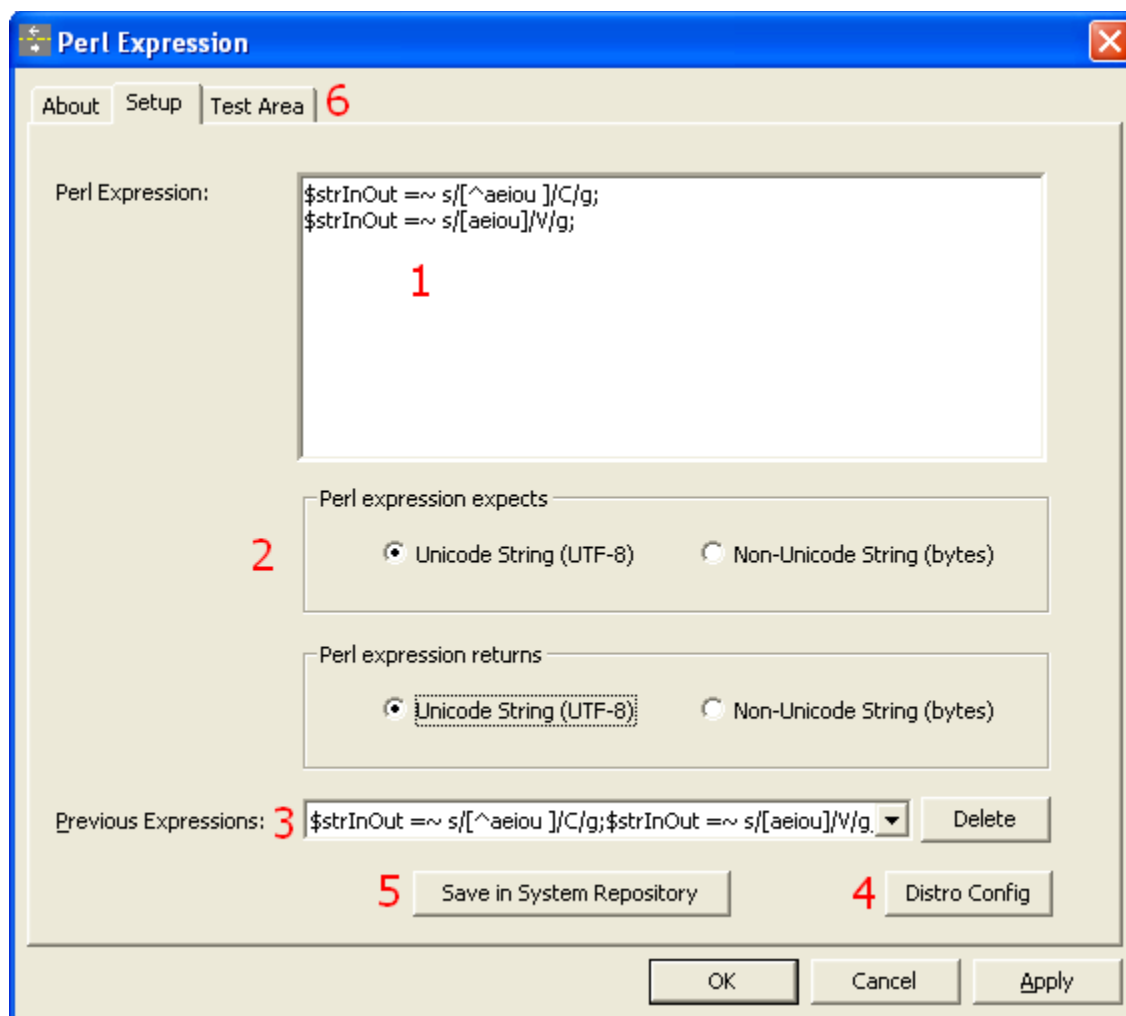 Perl Expression
About Setup Test Area 6
Perl Expression:
$strInOut =~ s/[^aeiou ]/C/g;
$strInOut =~ s/[aeiou]/V/g;
1
Perl expression expects
2 Unicode String (UTF-8) Non-Unicode String (bytes)
Perl expression returns
Unicode String (UTF-8) Non-Unicode String (bytes)
Previous Expressions: 3 $strInOut =~ s/[^aeiou ]/C/g;$strInOut =~ s/[aeiou]/V/g Delete
5 Save in System Repository 4 Distro Config
OK Cancel Apply